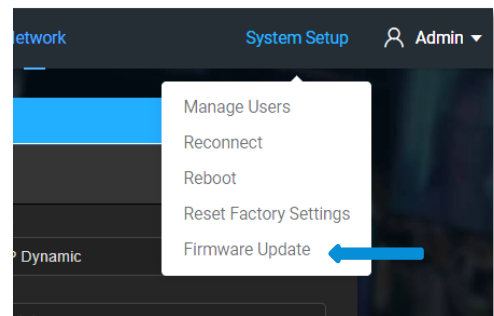 etwork System Setup Admin
Manage Users
Reconnect
Reboot
Reset Factory Settings
Firmware Update
P Dynamic